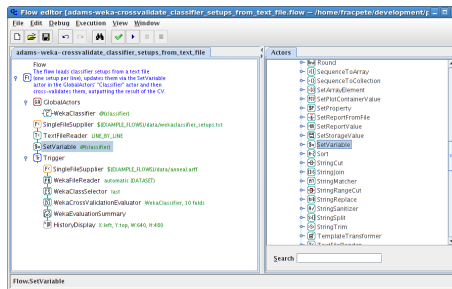 Flow editor [adams-weka-crossvalidate_classifier_setups_from_text_file.flow — /home/fracpete/development/p
File Edit Debug Execution View Window
adams-weka-crossvalidate_classifier_setups_from_text_file
Flow
The flow loads classifier setups from a text file
(one setup per line), updates them via the SetVariable
actor in the GlobalActors' "Classifier" actor and then
cross-validates them, outputting the result of the CV.
GlobalActors
WekaClassifier @{classifier}
SingleFileSupplier ${EXAMPLE_FLOWS}/data/wekaclassifier_setups.txt
TextFileReader LINE_BY_LINE
SetVariable @{classifier}
Trigger
SingleFileSupplier ${EXAMPLE_FLOWS}/data/anneal.arff
WekaFileReader automatic (DATASET)
WekaClassSelector last
WekaCrossValidationEvaluator WekaClassifier, 10 folds
WekaEvaluationSummary
HistoryDisplay X:left, Y:top, W:640, H:480
Actors
Round
SequenceToArray
SequenceToCollection
SetArrayElement
SetPlotContainerValue
SetProperty
SetReportFromFile
SetReportValue
SetStorageValue
SetVariable
Sort
StringCut
StringJoin
StringMatcher
StringRangeCut
StringReplace
StringSanitizer
StringSplit
StringTrim
TemplateTransformer
TextFileReader
Search
Flow.SetVariable